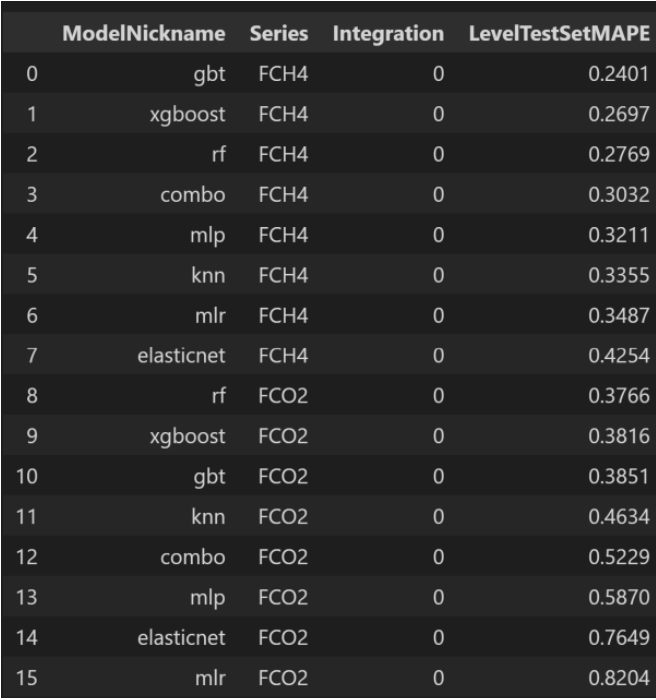 ModelNickname Series Integration LevelTestSetMAPE
0 gbt FCH4 0 0.2401
1 xgboost FCH4 0 0.2697
2 rf FCH4 0 0.2769
3 combo FCH4 0 0.3032
4 mlp FCH4 0 0.3211
5 knn FCH4 0 0.3355
6 mlr FCH4 0 0.3487
7 elasticnet FCH4 0 0.4254
8 rf FCO2 0 0.3766
9 xgboost FCO2 0 0.3816
10 gbt FCO2 0 0.3851
11 knn FCO2 0 0.4634
12 combo FCO2 0 0.5229
13 mlp FCO2 0 0.5870
14 elasticnet FCO2 0 0.7649
15 mlr FCO2 0 0.8204